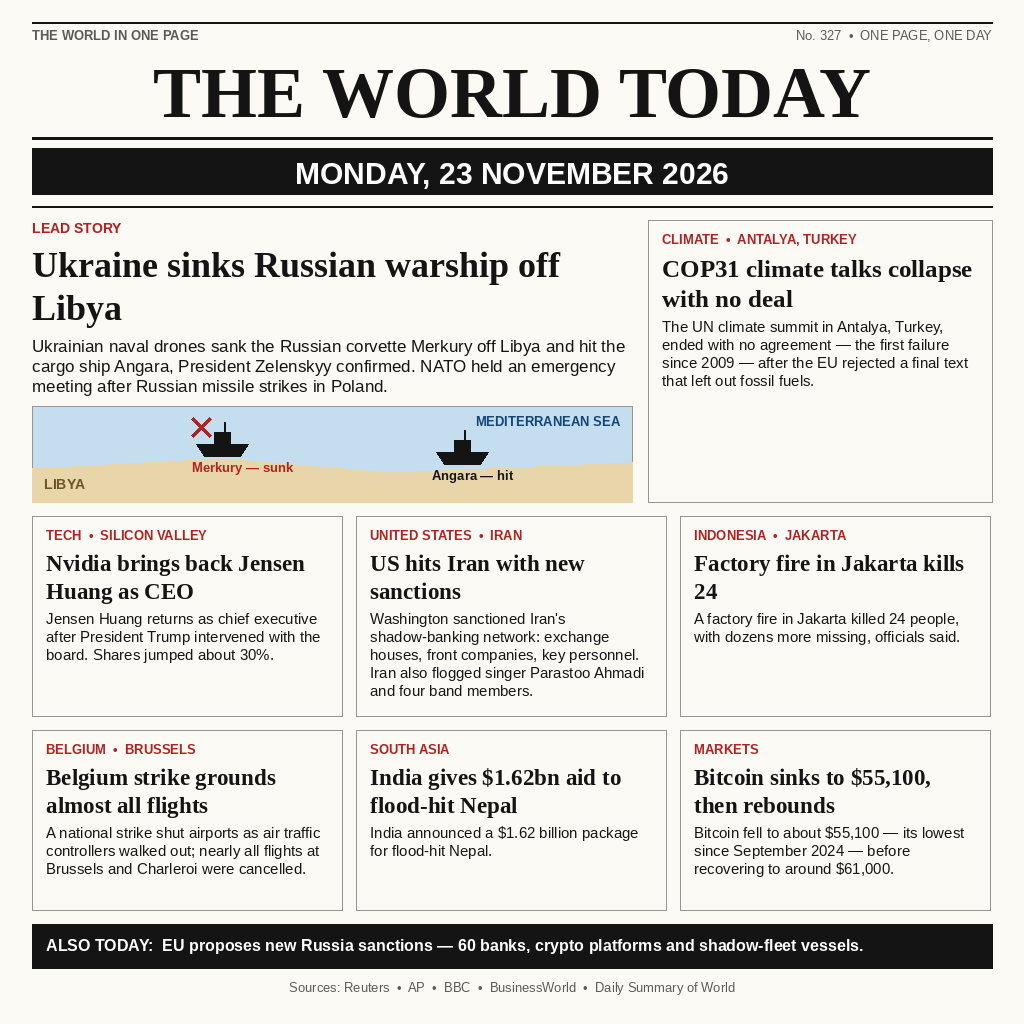 THE WORLD IN ONE PAGE
No. 327 • ONE PAGE, ONE DAY
THE WORLD TODAY
MONDAY, 23 NOVEMBER 2026
LEAD STORY
Ukraine sinks Russian warship off
Libya
Ukrainian naval drones sank the Russian corvette Merkury off Libya and hit the
cargo ship Angara, President Zelenskyy confirmed. NATO held an emergency
meeting after Russian missile strikes in Poland.
MEDITERRANEAN SEA
Merkury — sunk
Angara — hit
LIBYA
CLIMATE • ANTALYA, TURKEY
COP31 climate talks collapse
with no deal
The UN climate summit in Antalya, Turkey,
ended with no agreement — the first failure
since 2009 — after the EU rejected a final text
that left out fossil fuels.
TECH • SILICON VALLEY
Nvidia brings back Jensen
Huang as CEO
Jensen Huang returns as chief executive
after President Trump intervened with the
board. Shares jumped about 30%.
UNITED STATES • IRAN
US hits Iran with new
sanctions
Washington sanctioned Iran's
shadow-banking network: exchange
houses, front companies, key personnel.
Iran also flogged singer Parastoo Ahmadi
and four band members.
INDONESIA • JAKARTA
Factory fire in Jakarta kills
24
A factory fire in Jakarta killed 24 people,
with dozens more missing, officials said.
BELGIUM • BRUSSELS
Belgium strike grounds
almost all flights
A national strike shut airports as air traffic
controllers walked out; nearly all flights at
Brussels and Charleroi were cancelled.
SOUTH ASIA
India gives $1.62bn aid to
flood-hit Nepal
India announced a $1.62 billion package
for flood-hit Nepal.
MARKETS
Bitcoin sinks to $55,100,
then rebounds
Bitcoin fell to about $55,100 — its lowest
since September 2024 — before
recovering to around $61,000.
ALSO TODAY: EU proposes new Russia sanctions — 60 banks, crypto platforms and shadow-fleet vessels.
Sources: Reuters • AP • BBC • BusinessWorld • Daily Summary of World